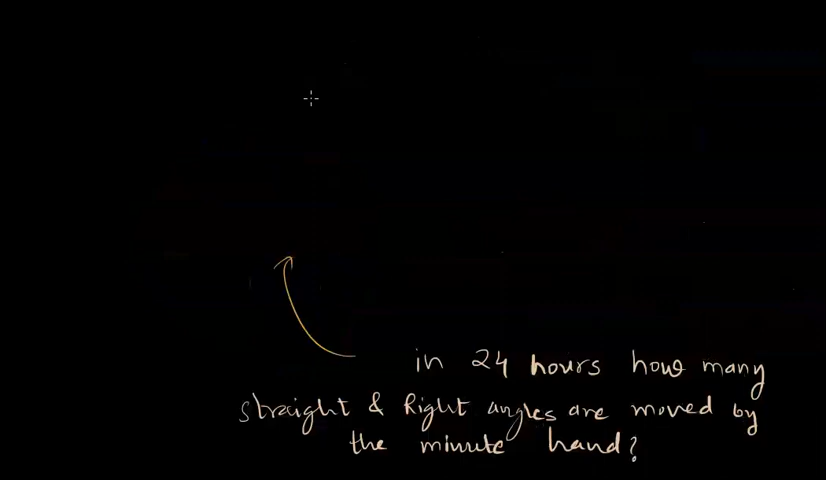 in 24 hours how many
straight & Right angles are moved by
the minute hand?